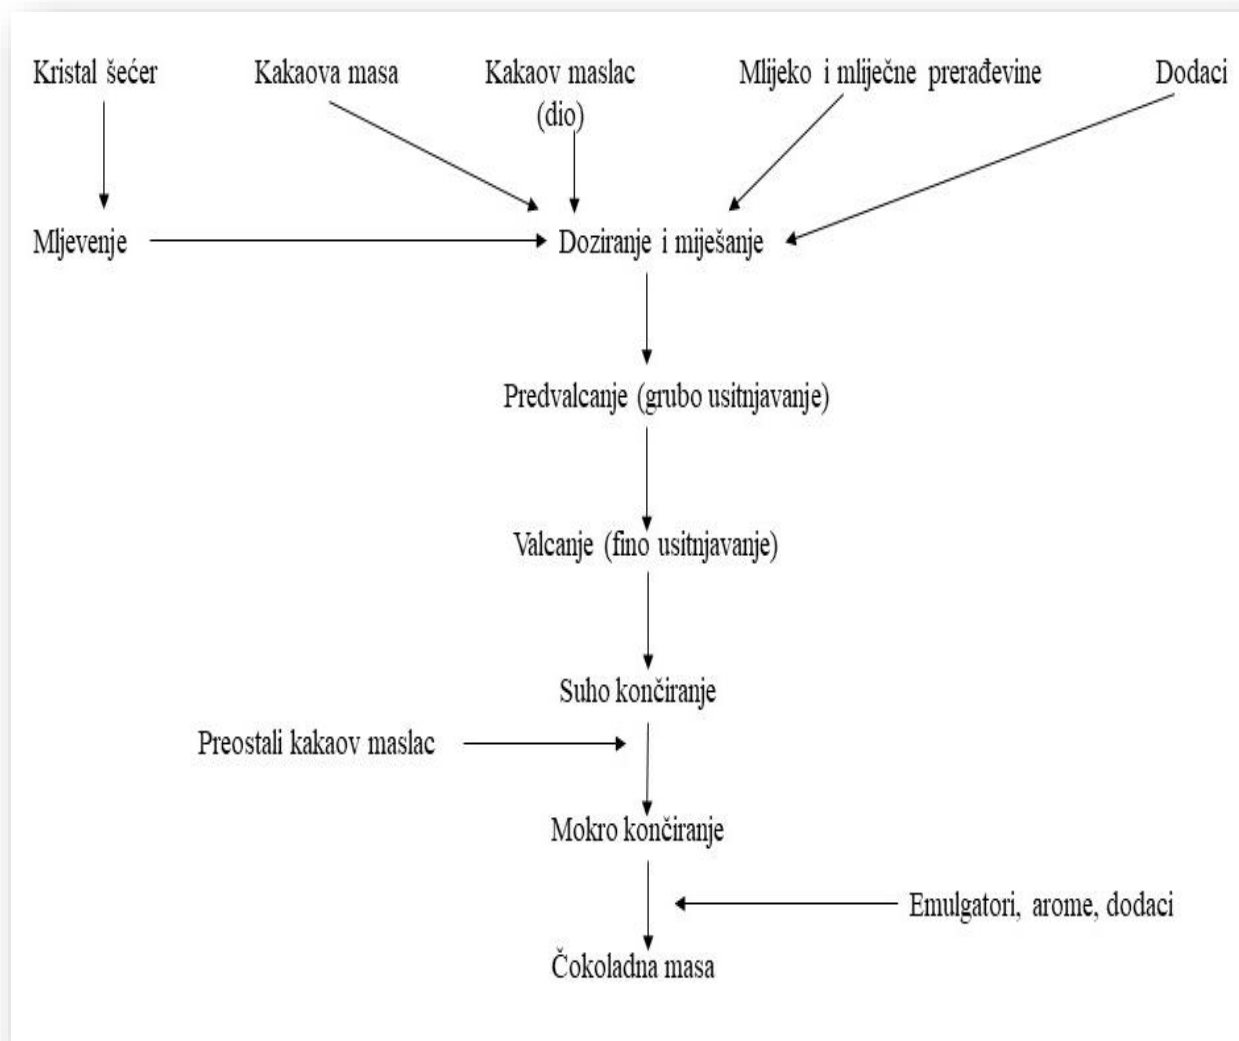 Kristal šećer
Kakaova masa
Kakaov maslac
(dio)
Mlijeko i mliječne prerađevine
Dodaci
Mljevenje
Doziranje i miješanje
Predvalcanje (grubo usitnjavanje)
Valcanje (fino usitnjavanje)
Suho končiranje
Preostali kakaov maslac
Mokro končiranje
Emulgatori, arome, dodaci
Čokoladna masa